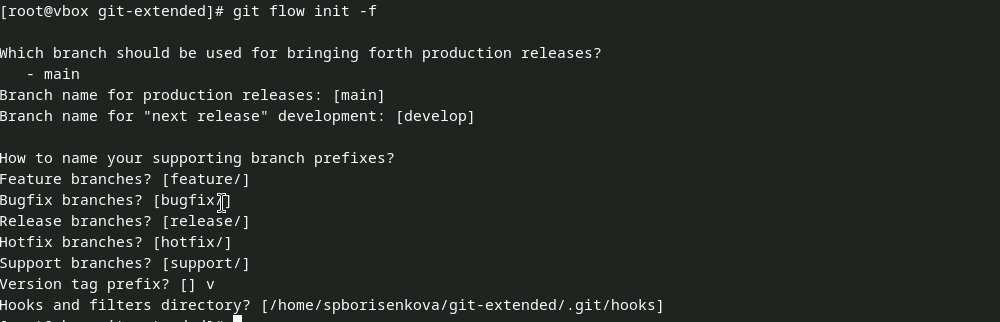 [root@vbox git-extended]# git flow init -f
Which branch should be used for bringing forth production releases?
- main
Branch name for production releases: [main]
Branch name for "next release" development: [develop]
How to name your supporting branch prefixes?
Feature branches? [feature/]
Bugfix branches? [bugfix/]
Release branches? [release/]
Hotfix branches? [hotfix/]
Support branches? [support/]
Version tag prefix? [] v
Hooks and filters directory? [/home/spborisenkova/git-extended/.git/hooks]